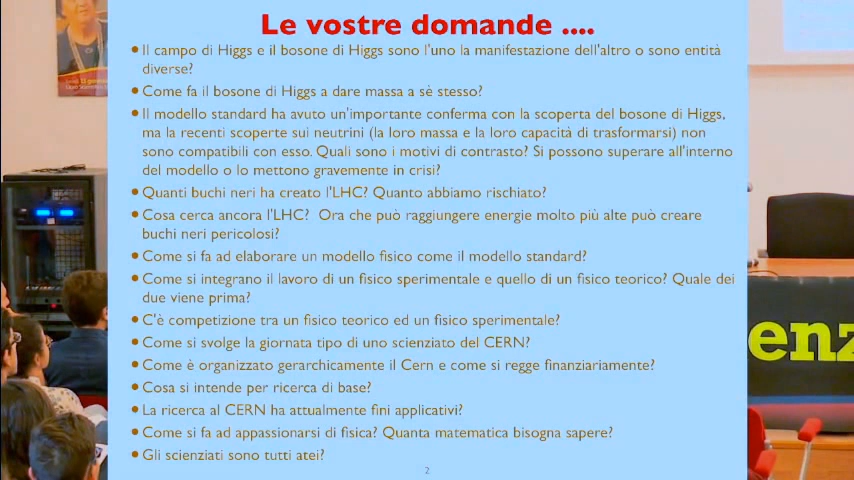 Le vostre domande ....
• Il campo di Higgs e il bosone di Higgs sono l'uno la manifestazione dell'altro o sono entità
diverse?
• Come fa il bosone di Higgs a dare massa a sè stesso?
• Il modello standard ha avuto un'importante conferma con la scoperta del bosone di Higgs,
ma la recenti scoperte sui neutrini (la loro massa e la loro capacità di trasformarsi) non
sono compatibili con esso. Quali sono i motivi di contrasto? Si possono superare all'interno
del modello o lo mettono gravemente in crisi?
• Quanti buchi neri ha creato l'LHC? Quanto abbiamo rischiato?
• Cosa cerca ancora l'LHC? Ora che può raggiungere energie molto più alte può creare
buchi neri pericolosi?
• Come si fa ad elaborare un modello fisico come il modello standard?
• Come si integrano il lavoro di un fisico sperimentale e quello di un fisico teorico? Quale dei
due viene prima?
• C'è competizione tra un fisico teorico ed un fisico sperimentale?
• Come si svolge la giornata tipo di uno scienziato del CERN?
• Come è organizzato gerarchicamente il Cern e come si regge finanziariamente?
• Cosa si intende per ricerca di base?
• La ricerca al CERN ha attualmente fini applicativi?
• Come si fa ad appassionarsi di fisica? Quanta matematica bisogna sapere?
• Gli scienziati sono tutti atei?
2
enz